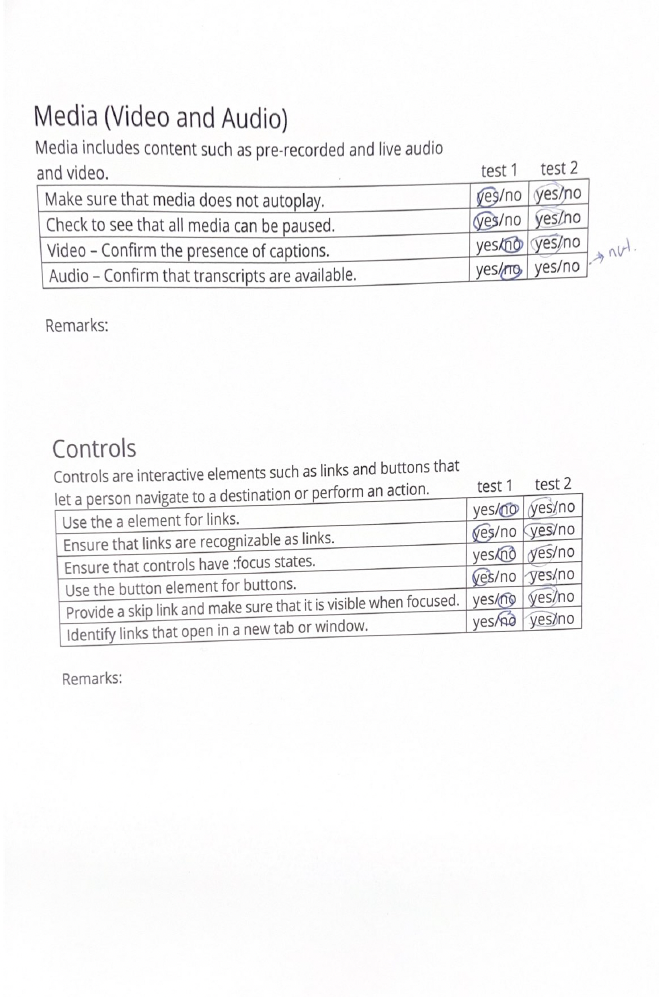 Media (Video and Audio)
Media includes content such as pre-recorded and live audio
and video. test 1 test 2
Make sure that media does not autoplay. yes/no yes/no
Check to see that all media can be paused. yes/no yes/no
Video – Confirm the presence of captions. yes/no yes/no
Audio – Confirm that transcripts are available. yes/no yes/no
Remarks:
Controls
Controls are interactive elements such as links and buttons that
let a person navigate to a destination or perform an action. test 1 test 2
Use the a element for links. yes/no yes/no
Ensure that links are recognizable as links. yes/no yes/no
Ensure that controls have :focus states. yes/no yes/no
Use the button element for buttons. yes/no yes/no
Provide a skip link and make sure that it is visible when focused. yes/no yes/no
Identify links that open in a new tab or window. yes/no yes/no
Remarks: